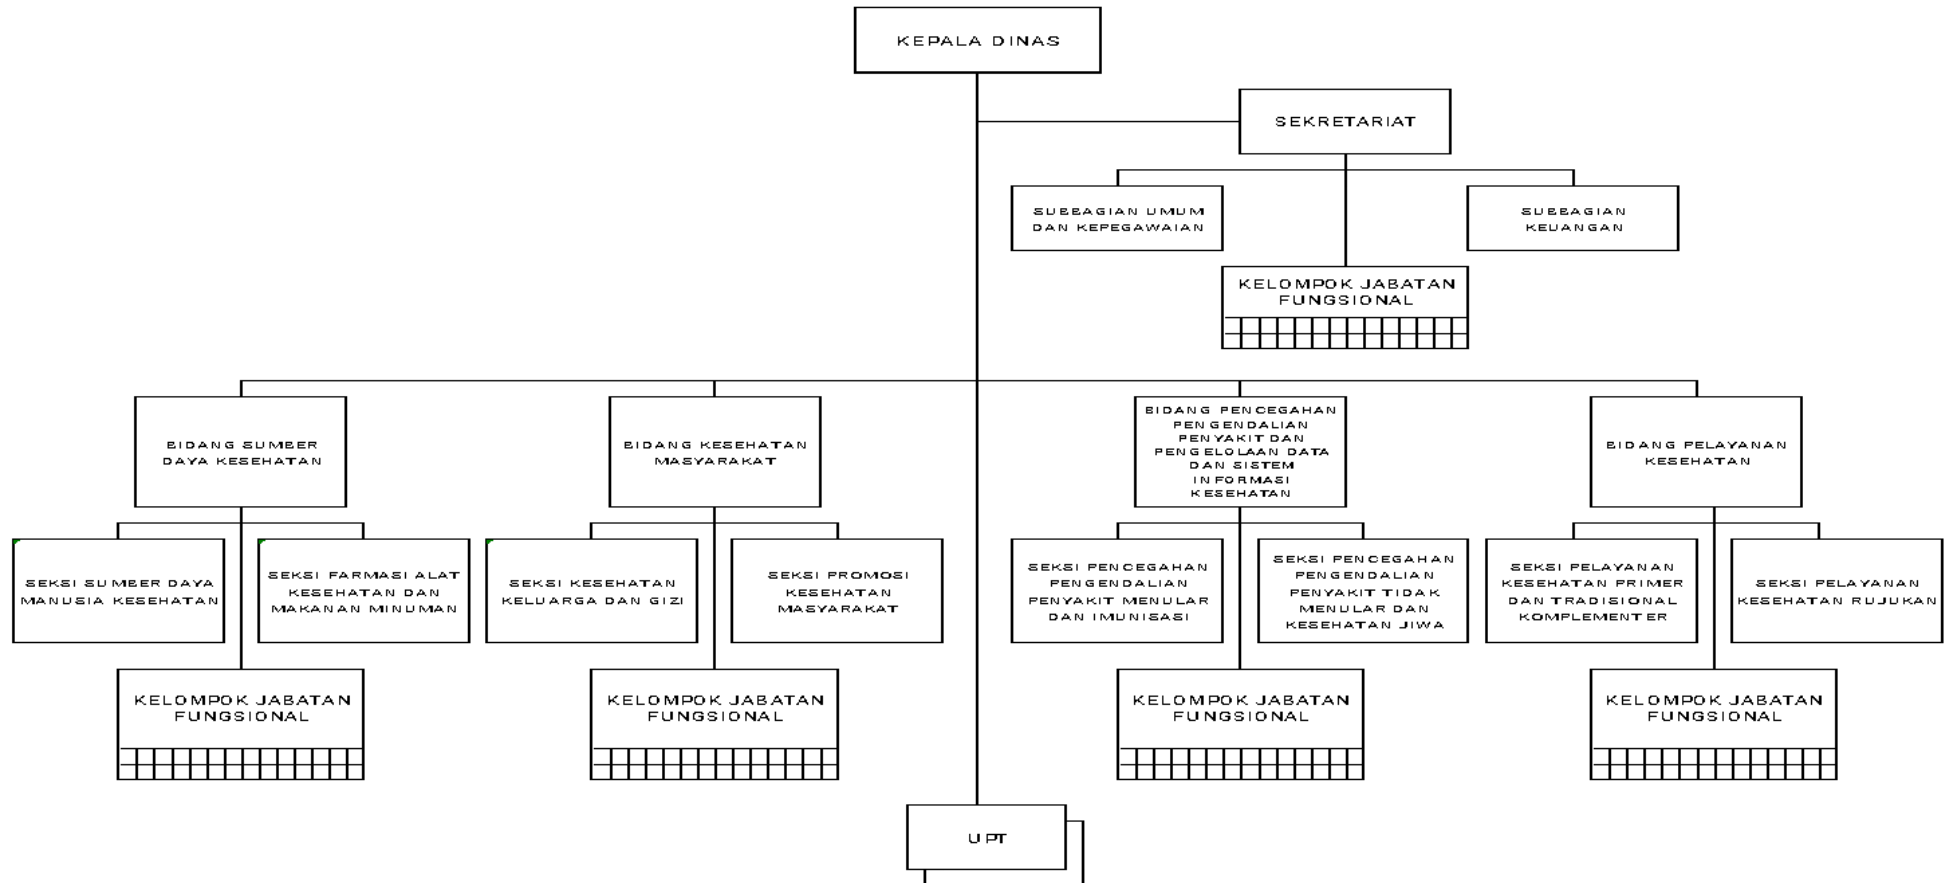 KEPALA DINAS
SEKRETARIAT
SUBBAGIAN UMUM
DAN KEPEGAWAIAN
SUBBAGIAN
KEUANGAN
KELOMPOK JABATAN
FUNGSIONAL
BIDANG SUMBER
DAYA KESEHATAN
BIDANG KESEHATAN
MASYARAKAT
BIDANG PENCEGAHAN
PENGENDALIAN
PENYAKIT DAN
PENGELOLAAN DATA
DAN SISTEM
INFORMASI
KESEHATAN
BIDANG PELAYANAN
KESEHATAN
SEKSI SUMBER DAYA
MANUSIA KESEHATAN
SEKSI FARMASI ALAT
KESEHATAN DAN
MAKANAN MINUMAN
SEKSI KESEHATAN
KELUARGA DAN GIZI
SEKSI PROMOSI
KESEHATAN
MASYARAKAT
SEKSI PENCEGAHAN
PENGENDALIAN
PENYAKIT MENULAR
DAN IMUNISASI
SEKSI PENCEGAHAN
PENGENDALIAN
PENYAKIT TIDAK
MENULAR DAN
KESEHATAN JIWA
SEKSI PELAYANAN
KESEHATAN PRIMER
DAN TRADISIONAL
KOMPLEMENTER
SEKSI PELAYANAN
KESEHATAN RUJUKAN
KELOMPOK JABATAN
FUNGSIONAL
KELOMPOK JABATAN
FUNGSIONAL
KELOMPOK JABATAN
FUNGSIONAL
KELOMPOK JABATAN
FUNGSIONAL
UPT